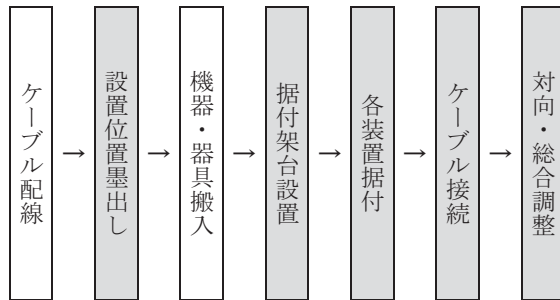 ケーブル配線
→
設置位置墨出し
→
機器・器具搬入
→
据付架台設置
→
各装置据付
→
ケーブル接続
→
対向・総合調整